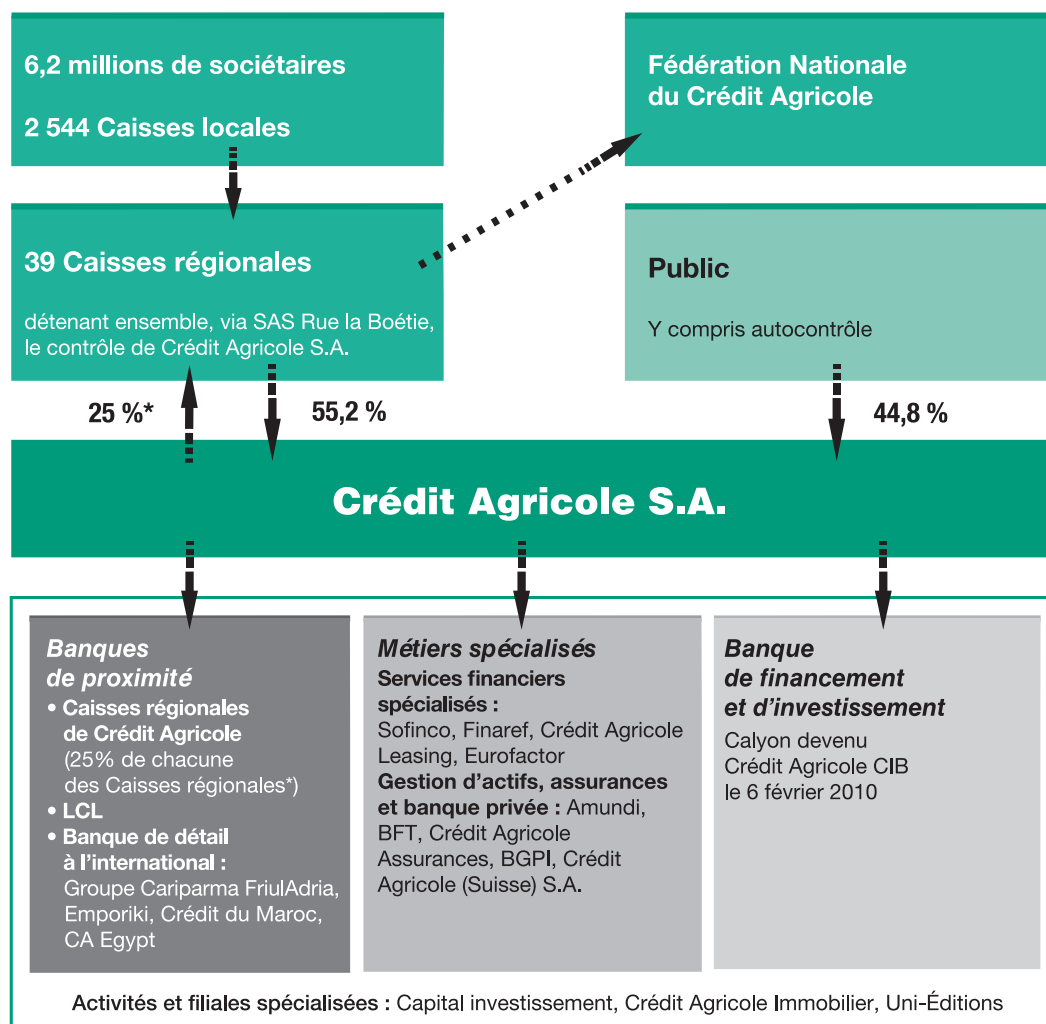 6,2 millions de sociétaires
2 544 Caisses locales
Fédération Nationale
du Crédit Agricole
39 Caisses régionales
détenant ensemble, via SAS Rue la Boétie,
le contrôle de Crédit Agricole S.A.
Public
Y compris autocontrôle
25 %*
55,2 %
44,8 %
Crédit Agricole S.A.
Banques
de proximité
• Caisses régionales
de Crédit Agricole
(25% de chacune
des Caisses régionales*)
• LCL
• Banque de détail
à l'international :
Groupe Cariparma FriulAdria,
Emporiki, Crédit du Maroc,
CA Egypt
Métiers spécialisés
Services financiers
spécialisés :
Sofinco, Finaref, Crédit Agricole
Leasing, Eurofactor
Gestion d'actifs, assurances
et banque privée : Amundi,
BFT, Crédit Agricole
Assurances, BGPI, Crédit
Agricole (Suisse) S.A.
Banque
de financement
et d'investissement
Calyon devenu
Crédit Agricole CIB
le 6 février 2010
Activités et filiales spécialisées : Capital investissement, Crédit Agricole Immobilier, Uni-Éditions